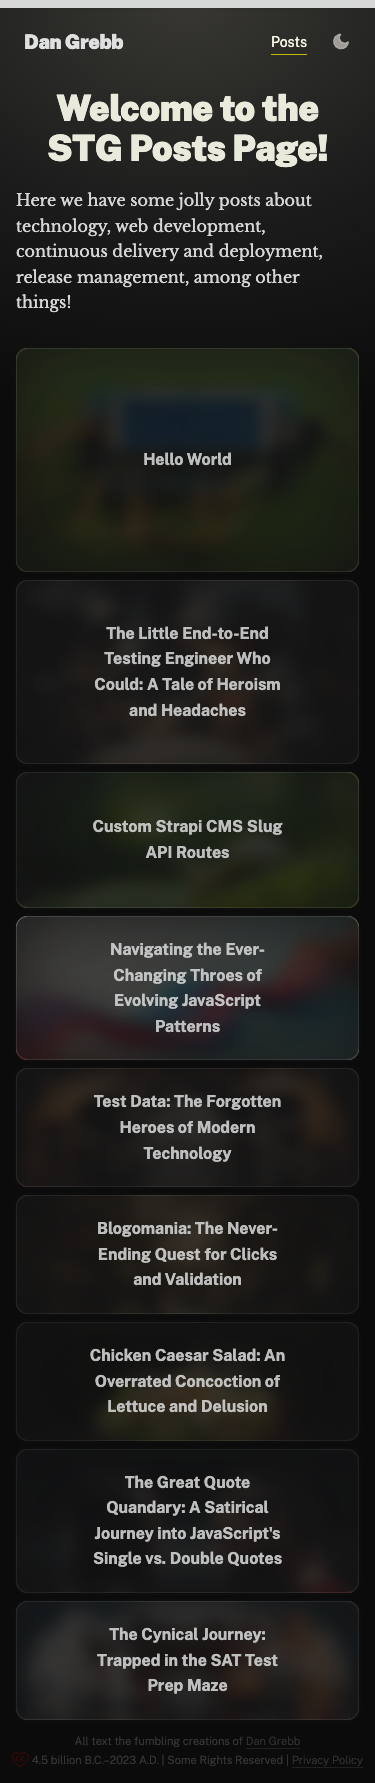 Dan Grebb
Posts
Welcome to the
STG Posts Page!
Here we have some jolly posts about
technology, web development,
continuous delivery and deployment,
release management, among other
things!
Hello World
The Little End-to-End
Testing Engineer Who
Could: A Tale of Heroism
and Headaches
Custom Strapi CMS Slug
API Routes
Navigating the Ever-
Changing Throes of
Evolving JavaScript
Patterns
Test Data: The Forgotten
Heroes of Modern
Technology
Blogomania: The Never-
Ending Quest for Clicks
and Validation
Chicken Caesar Salad: An
Overrated Concoction of
Lettuce and Delusion
The Great Quote
Quandary: A Satirical
Journey into JavaScript's
Single vs. Double Quotes
The Cynical Journey:
Trapped in the SAT Test
Prep Maze
All text the fumbling creations of Dan Grebb
4.5 billion B.C.–2023 A.D. | Some Rights Reserved | Privacy Policy